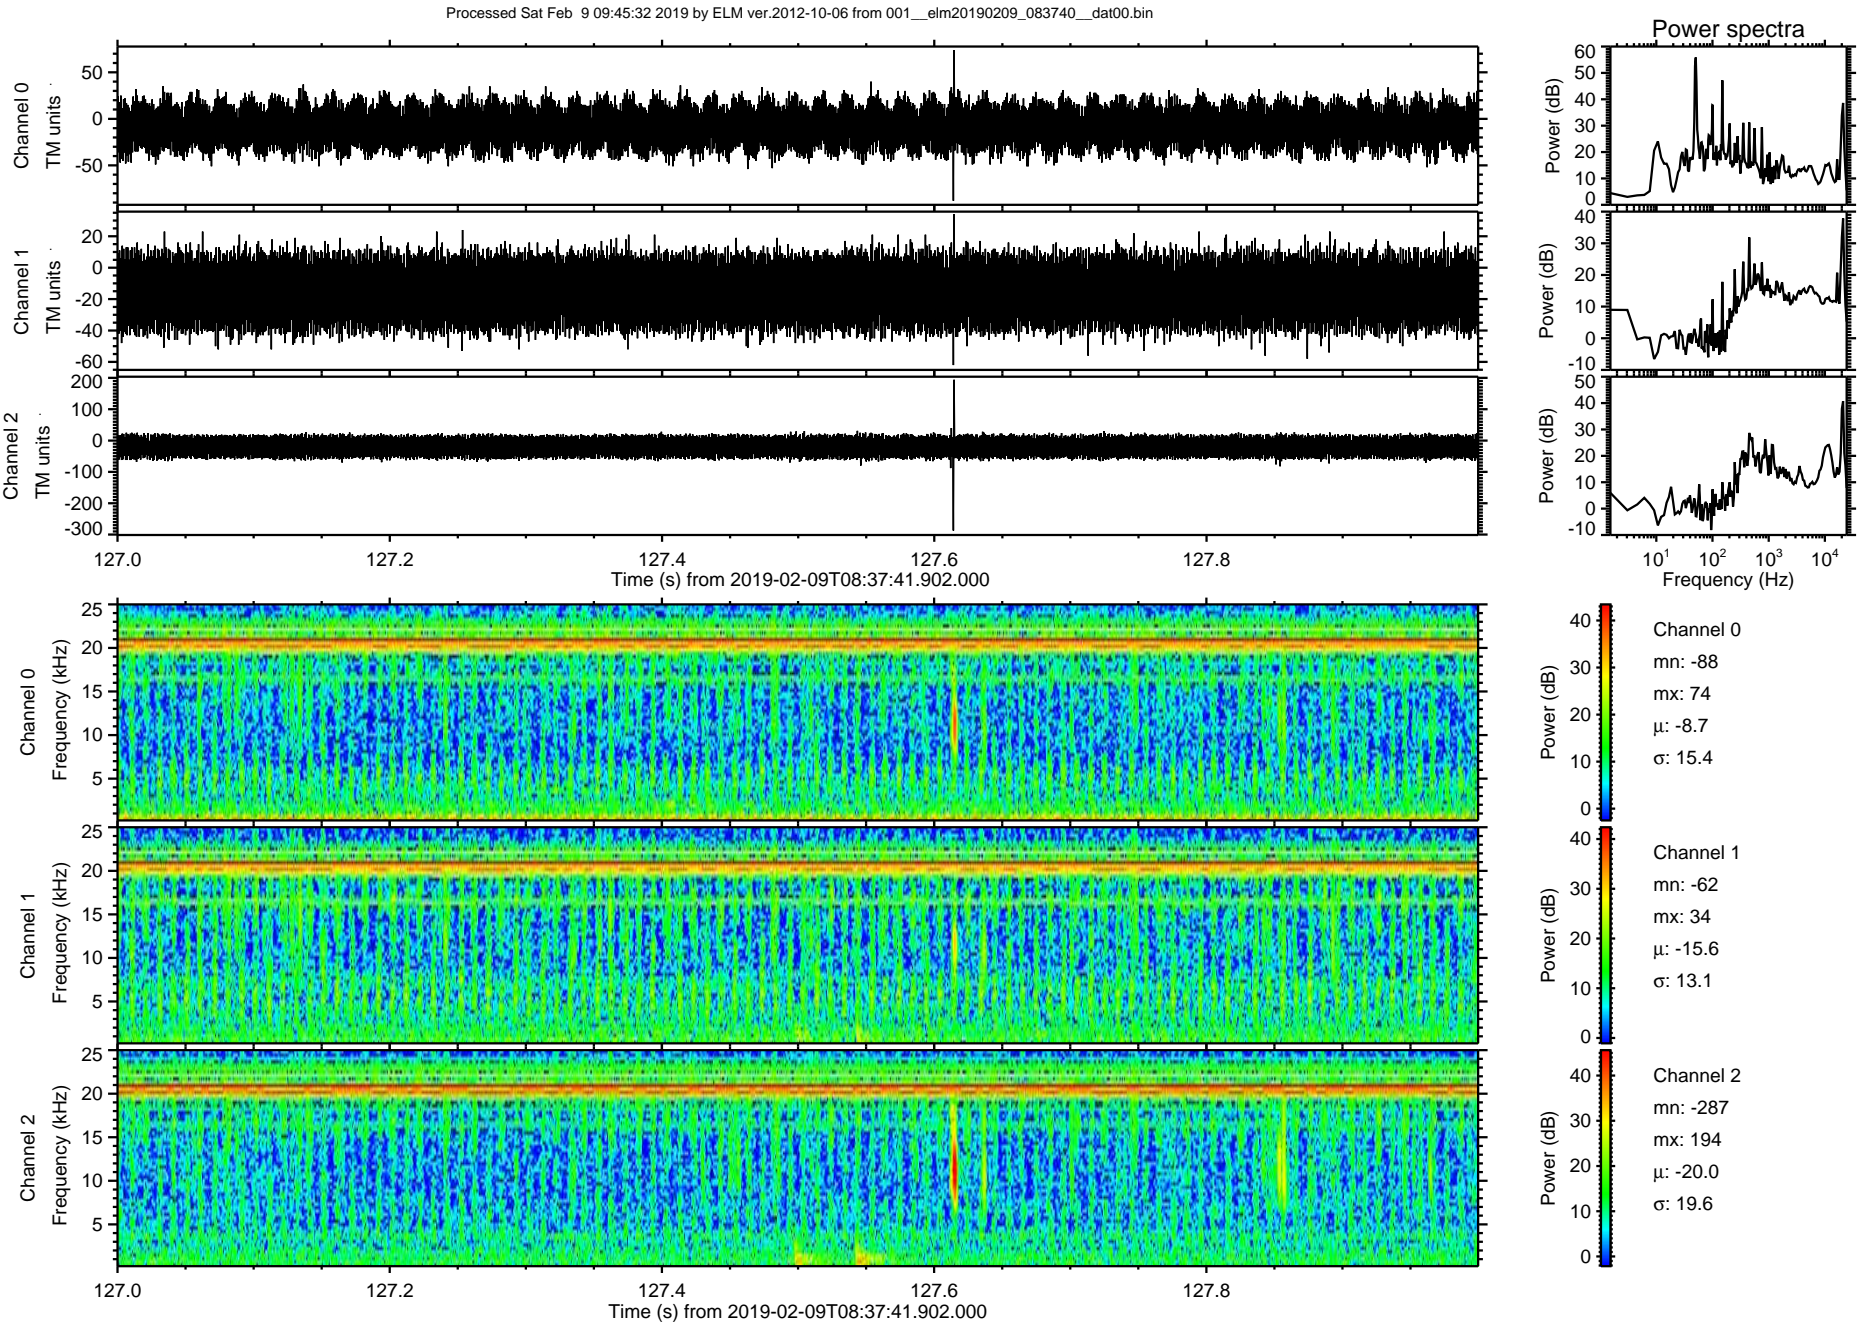 Processed Sat Feb  9 09:45:32 2019 by ELM ver.2012-10-06 from 001__elm20190209_083740__dat00.bin
Power spectra
Channel 0
TM units
50
0
-50
Power (dB)
60
50
40
30
20
10
0
Channel 1
TM units
20
0
-20
-40
-60
Power (dB)
40
30
20
10
0
-10
Channel 2
TM units
200
100
0
-100
-200
-300
Power (dB)
50
40
30
20
10
0
-10
127.0
127.2
127.4
127.6
127.8
Time (s) from 2019-02-09T08:37:41.902.000
10^1
10^2
10^3
10^4
Frequency (Hz)
Channel 0
Frequency (kHz)
25
20
15
10
5
Power (dB)
40
30
20
10
0
Channel 0
mn: -88
mx: 74
μ: -8.7
σ: 15.4
Channel 1
Frequency (kHz)
25
20
15
10
5
Power (dB)
40
30
20
10
0
Channel 1
mn: -62
mx: 34
μ: -15.6
σ: 13.1
Channel 2
Frequency (kHz)
25
20
15
10
5
Power (dB)
40
30
20
10
0
Channel 2
mn: -287
mx: 194
μ: -20.0
σ: 19.6
127.0
127.2
127.4
127.6
127.8
Time (s) from 2019-02-09T08:37:41.902.000